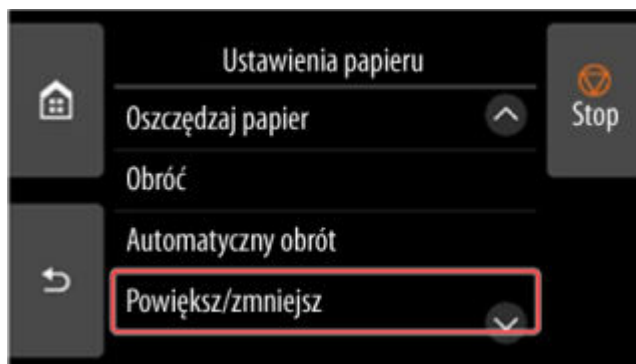 Ustawienia papieru
Oszczędzaj papier
Stop
Obróć
Automatyczny obrót
Powiększ/zmniejsz